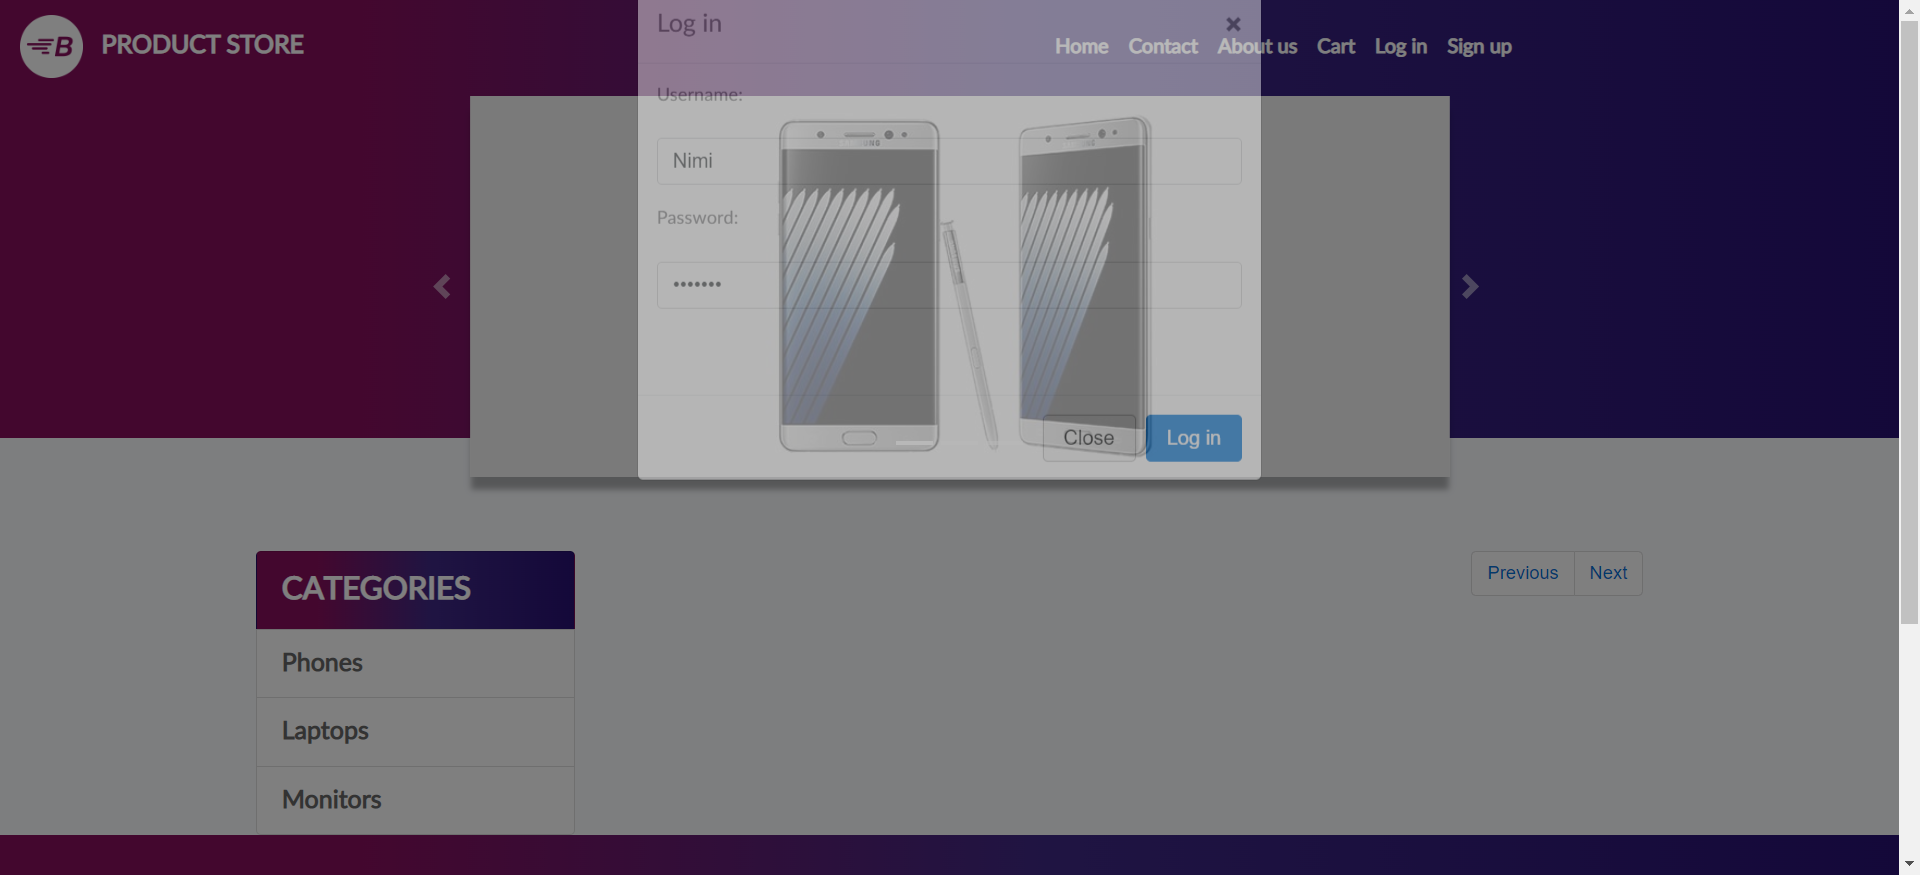 B
PRODUCT STORE
Home
Contact
About us
Cart
Log in
Sign up
Log in
Username:
Nimi
Password:
•••••••
Close
Log in
SAMSUNG
CATEGORIES
Phones
Laptops
Monitors
Previous
Next